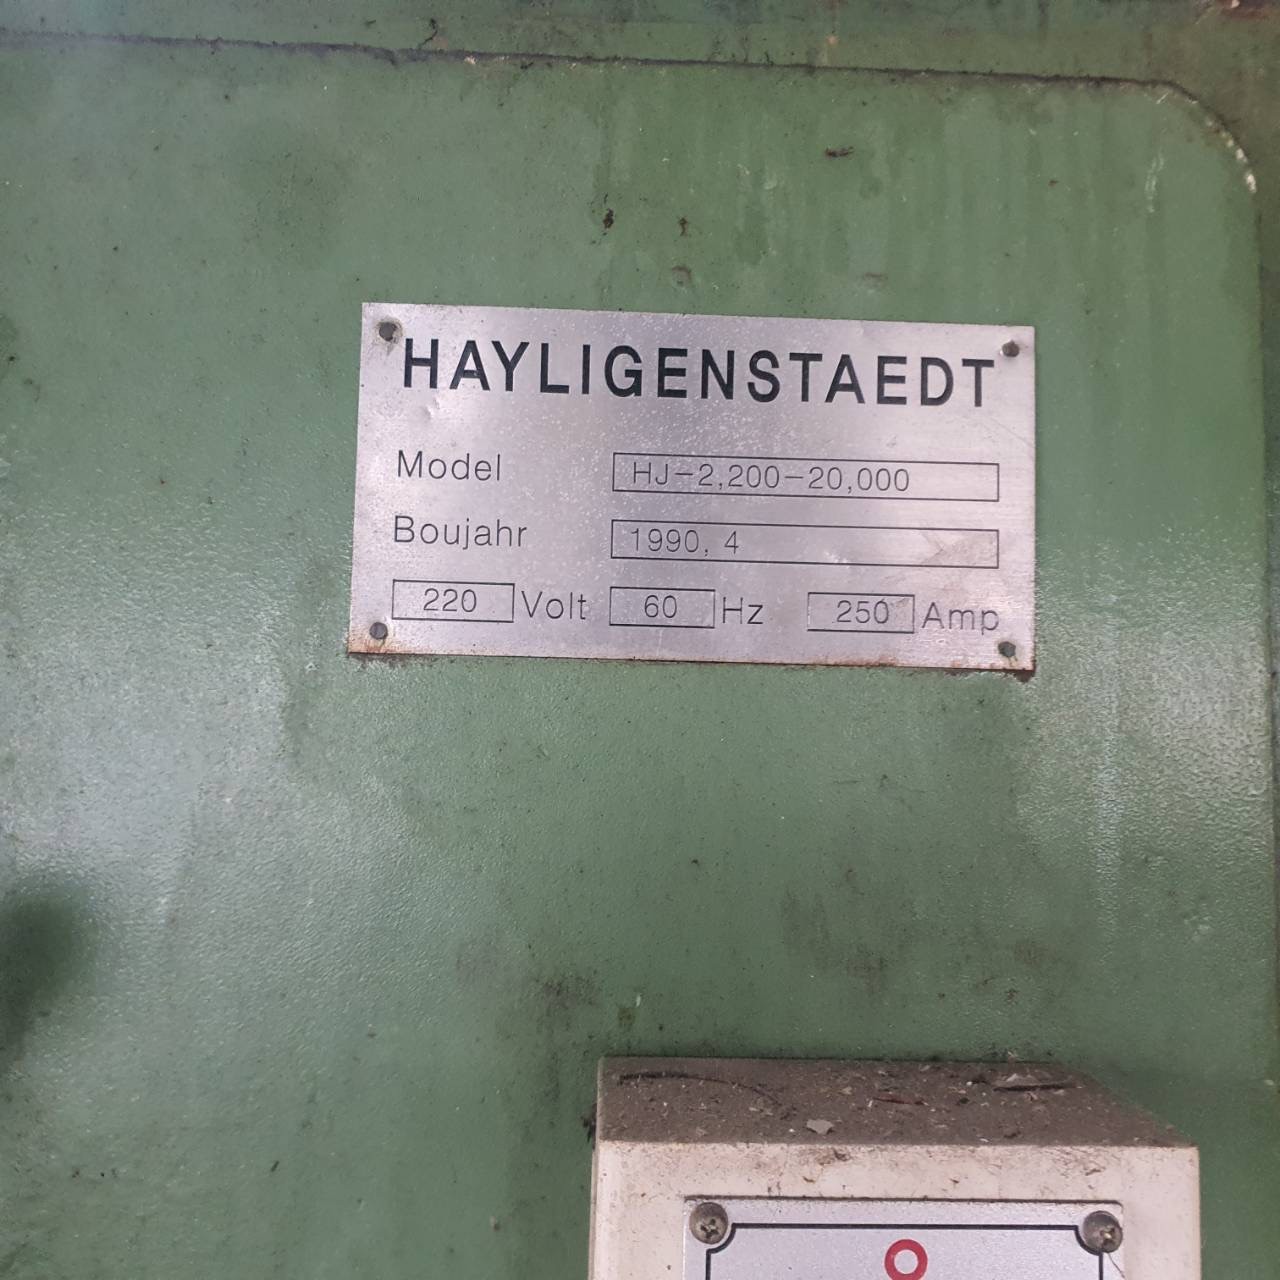 HAYLIGENSTAEDT
Model HJ-2,200-20,000
Boujahr 1990, 4
220 Volt 60 Hz 250 Amp
O